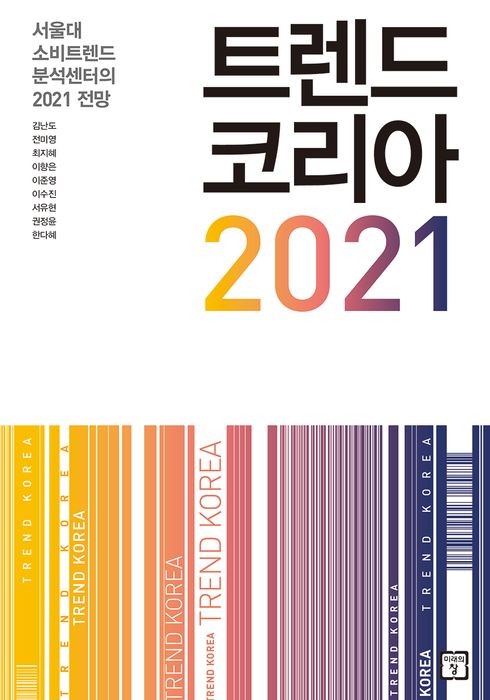 서울대
소비트렌드
분석센터의
2021 전망
김난도
전미영
최지혜
이향은
이준영
이수진
서유현
권정윤
한다혜
트렌드
코리아
2021
TREND KOREA
TREND KOREA
TREND KOREA
TREND KOREA
TREND KOREA
TREND KOREA
TREND KOREA
TREND KOREA
KOREA
TREND KOREA
미래의
창